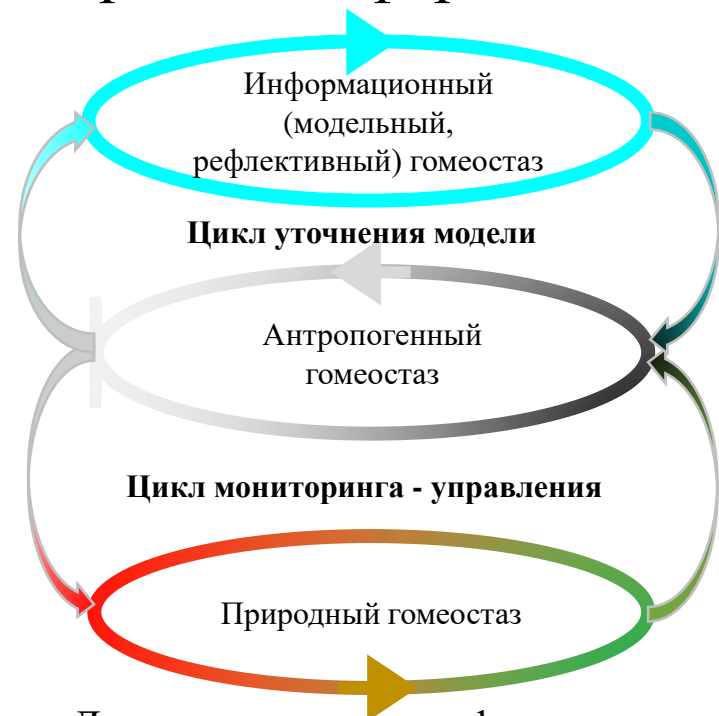 Информационный
(модельный,
рефлективный) гомеостаз
Цикл уточнения модели
Антропогенный
гомеостаз
Цикл мониторинга - управления
Природный гомеостаз